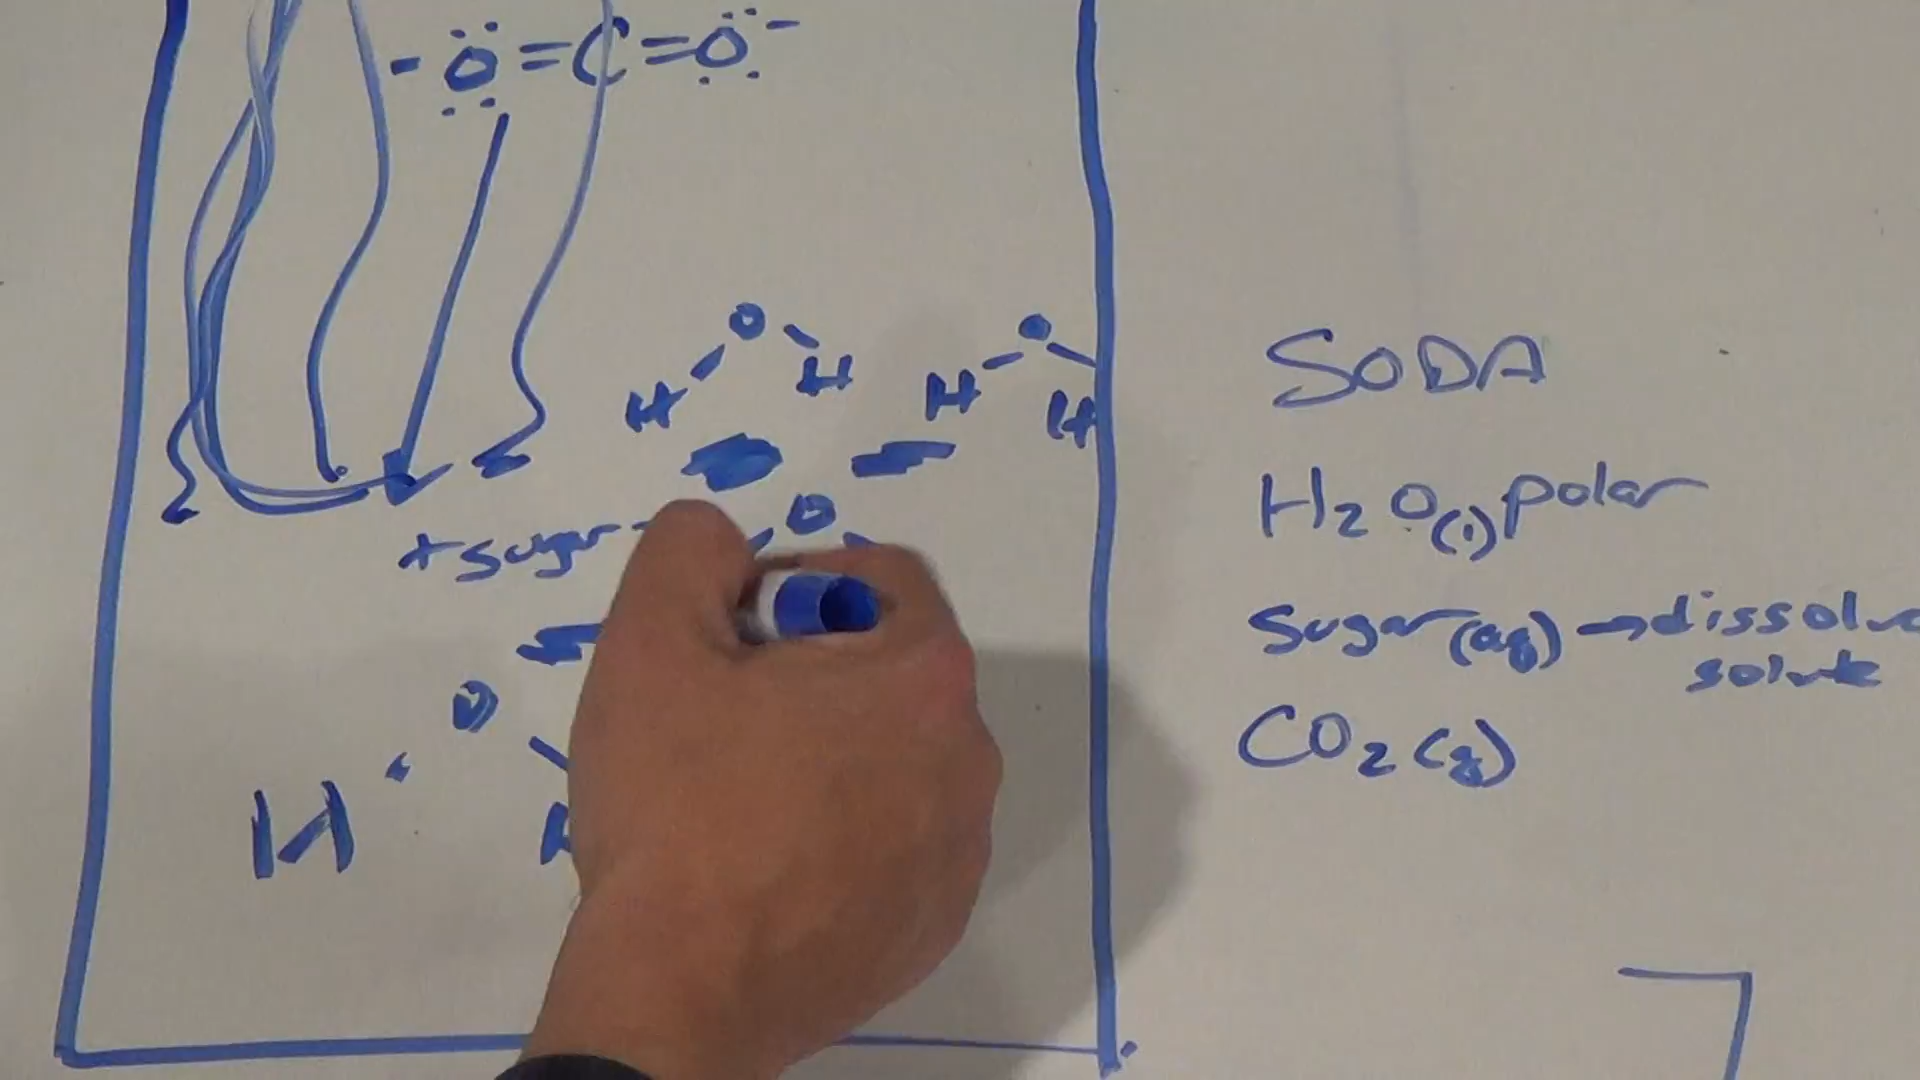 - O = C = O -
O O
H H H H
+ sugar
O
O
H
SODA
H2O(l) polar
Sugar(aq) → dissolve
solute
CO2(g)